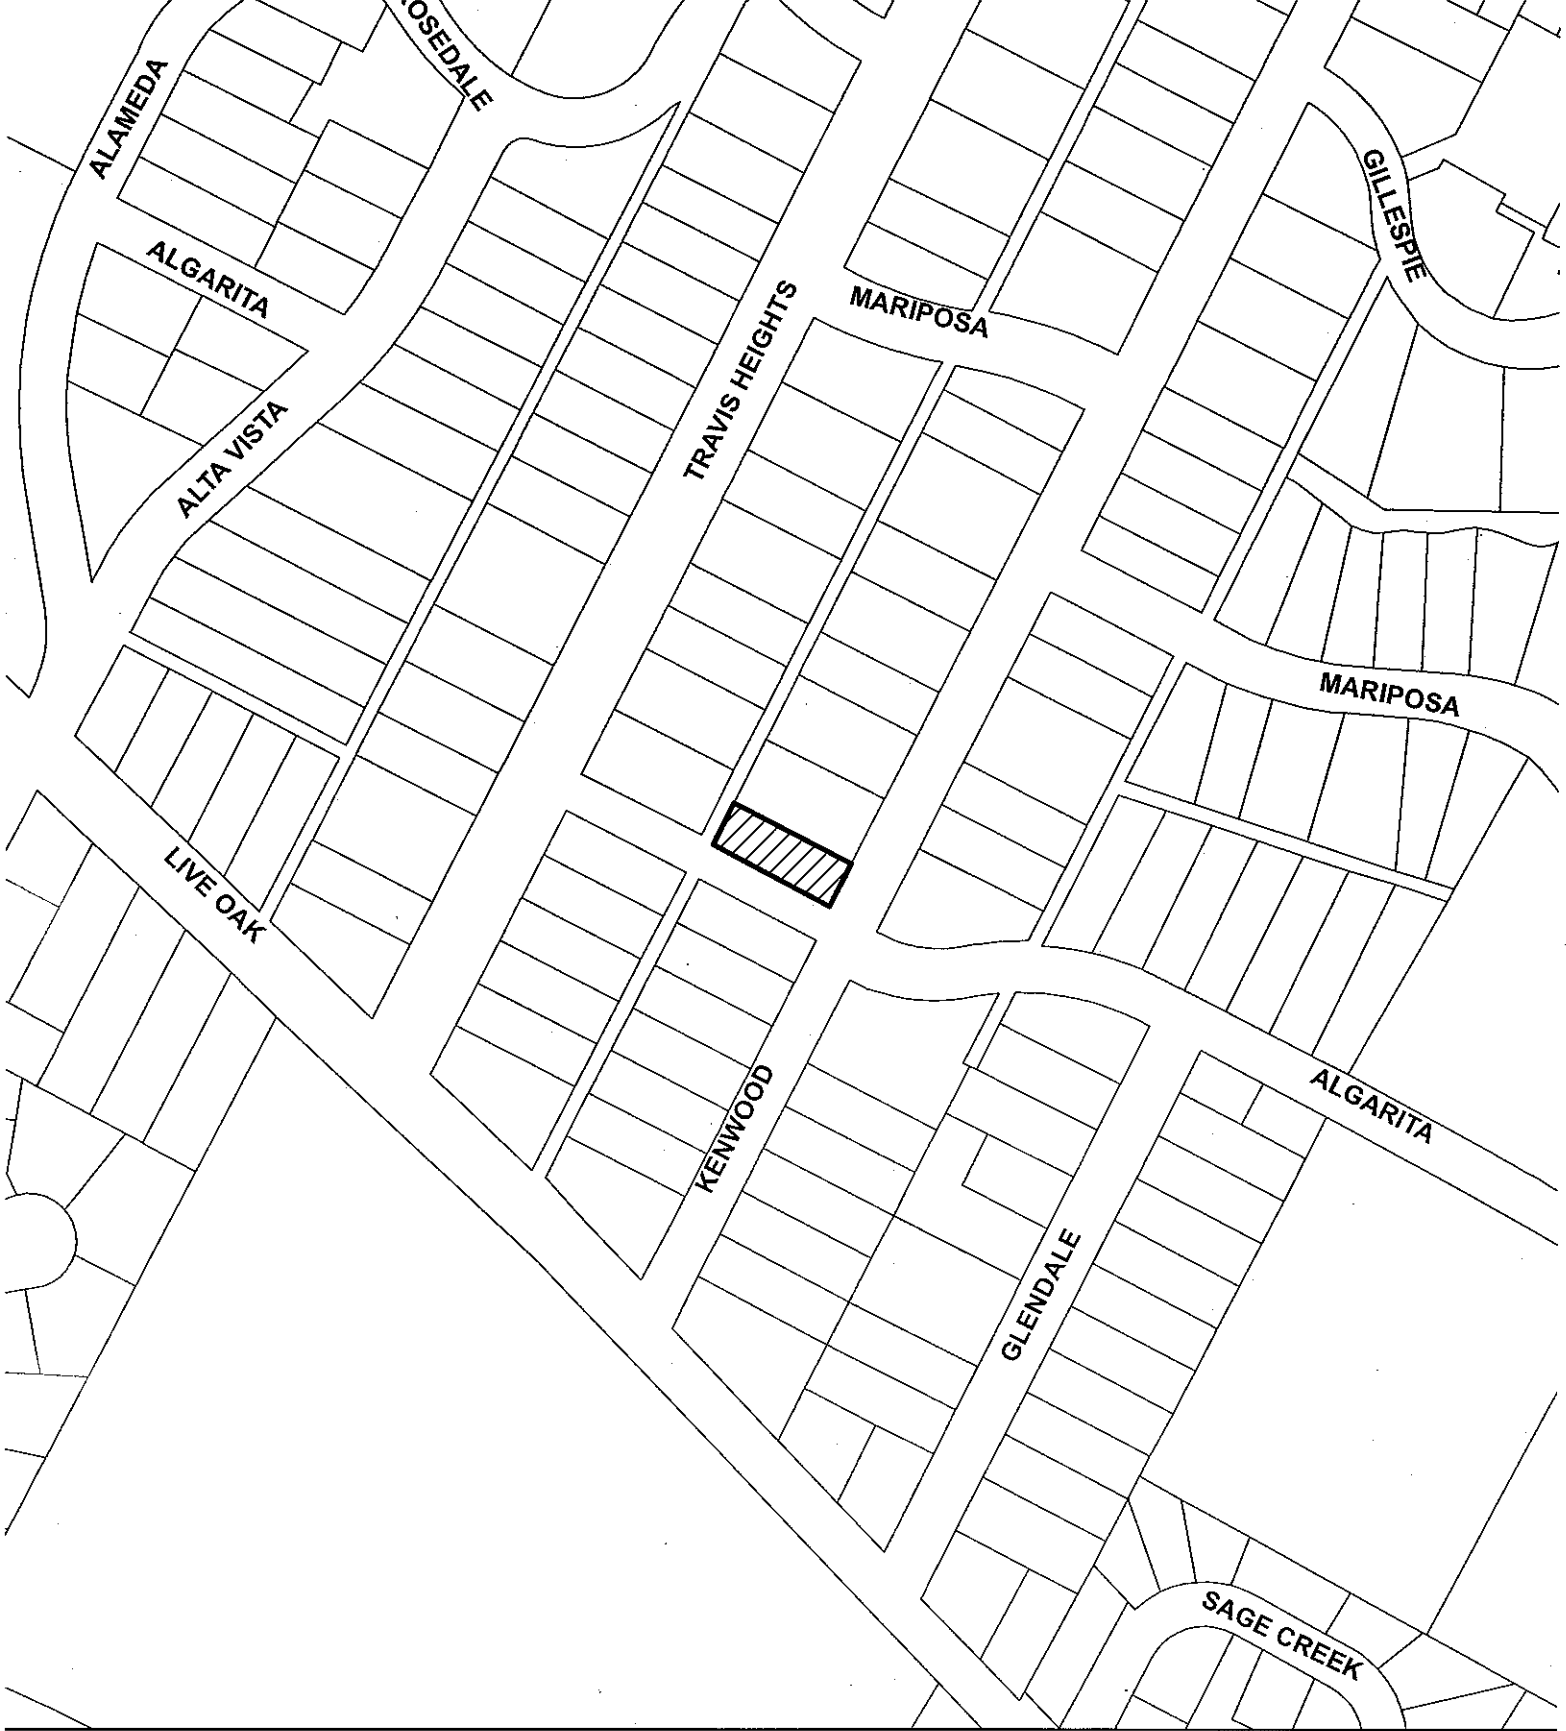 ROSEDALE
ALAMEDA
GILLESPIE
ALGARITA
MARIPOSA
TRAVIS HEIGHTS
ALTA VISTA
MARIPOSA
LIVE OAK
KENWOOD
ALGARITA
GLENDALE
SAGE CREEK